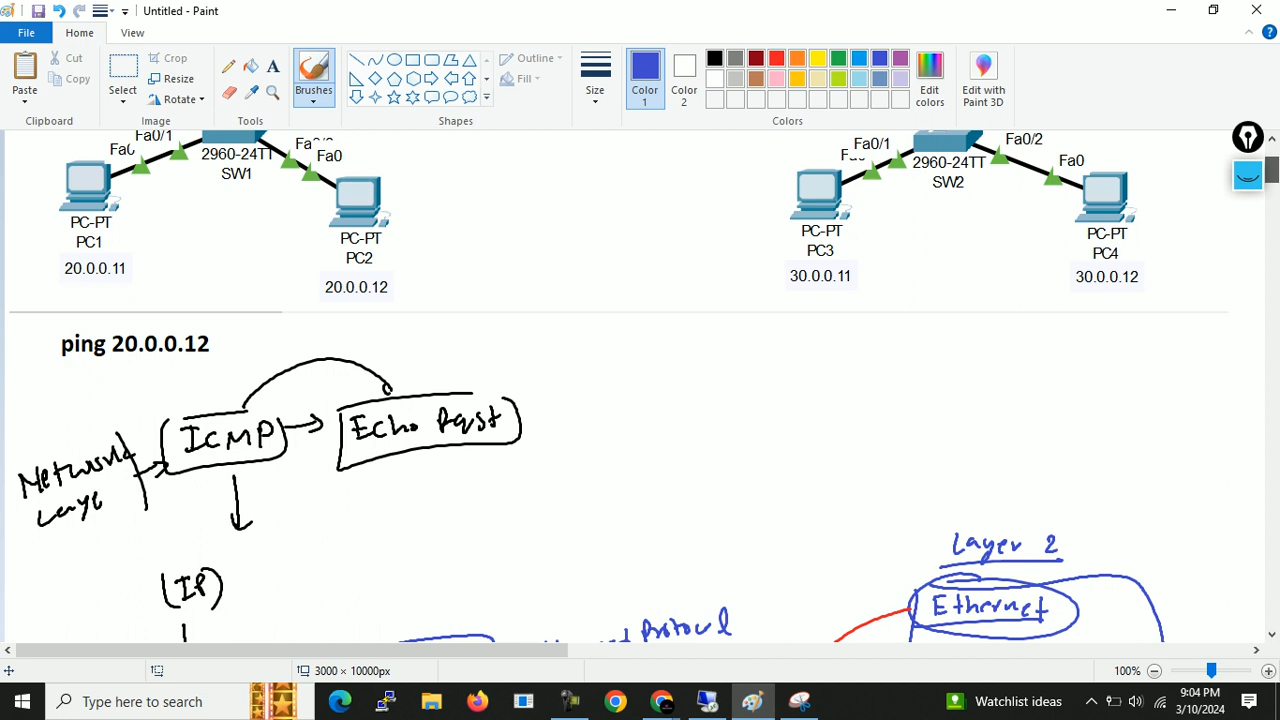 Untitled - Paint
File
Home
View
Paste
Cut
Copy
Clipboard
Select
Crop
Resize
Rotate
Image
Tools
Brushes
Shapes
Outline
Fill
Size
Color
1
Color
2
Colors
Edit
colors
Edit with
Paint 3D
Fa0/1
2960-24TT
SW1
Fa0
PC-PT
PC1
20.0.0.11
PC-PT
PC2
20.0.0.12
Fa0/1
2960-24TT
SW2
Fa0/2
Fa0
PC-PT
PC3
30.0.0.11
PC-PT
PC4
30.0.0.12
ping 20.0.0.12
ICMP
Echo Rqst
Network
Laye
(IP)
Layer 2
Ethernet
Protocol
3000 × 10000px
100%
Type here to search
Watchlist ideas
9:04 PM
3/10/2024